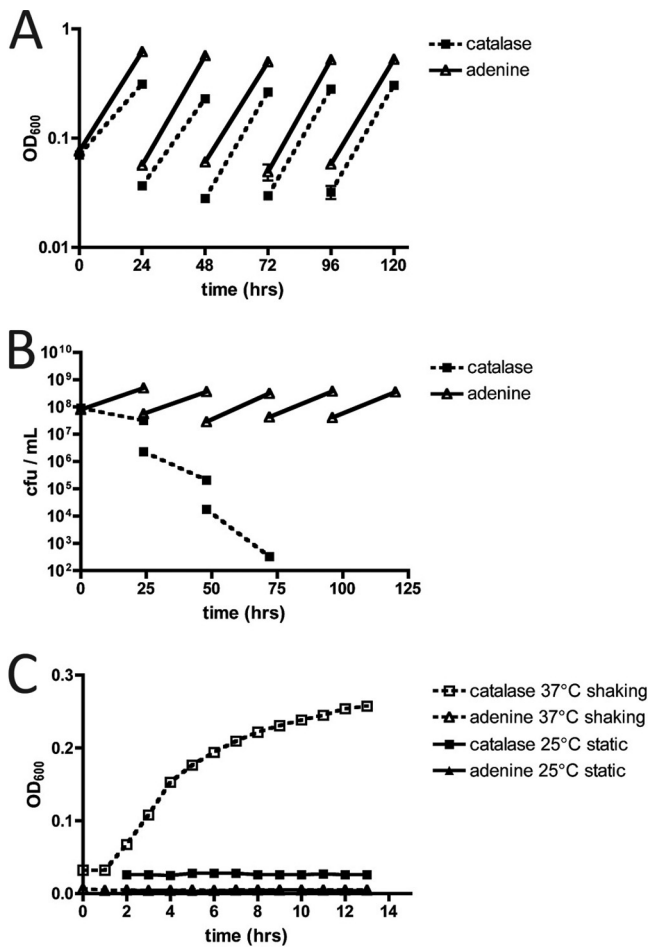 A
1
catalase
adenine
OD600
0.1
0.01
0 24 48 72 96 120
time (hrs)
B
10^10
catalase
10^9
adenine
10^8
10^7
cfu / mL
10^6
10^5
10^4
10^3
10^2
0 25 50 75 100 125
time (hrs)
C
0.3
catalase 37°C shaking
adenine 37°C shaking
catalase 25°C static
adenine 25°C static
0.2
OD600
0.1
0.0
0 2 4 6 8 10 12 14
time (hrs)